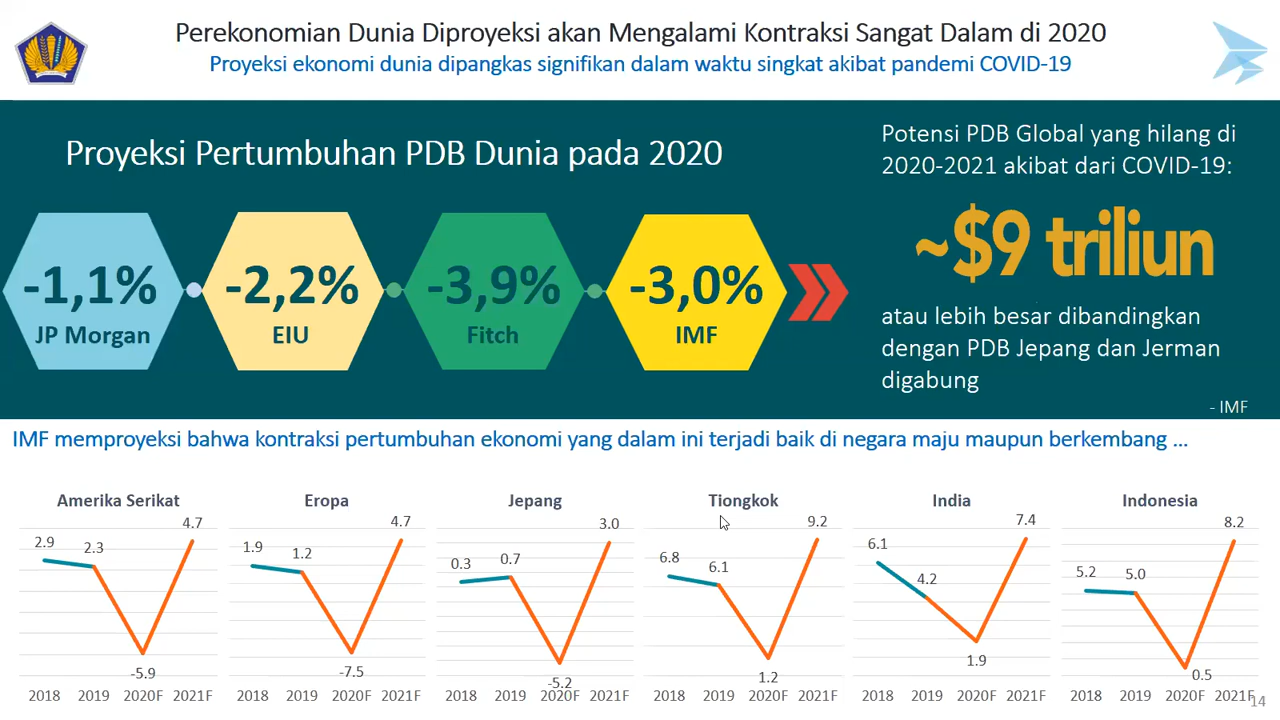 Perekonomian Dunia Diproyeksi akan Mengalami Kontraksi Sangat Dalam di 2020
Proyeksi ekonomi dunia dipangkas signifikan dalam waktu singkat akibat pandemi COVID-19
Proyeksi Pertumbuhan PDB Dunia pada 2020
-1,1%
JP Morgan
-2,2%
EIU
-3,9%
Fitch
-3,0%
IMF
Potensi PDB Global yang hilang di
2020-2021 akibat dari COVID-19:
~$9 triliun
atau lebih besar dibandingkan
dengan PDB Jepang dan Jerman
digabung
- IMF
IMF memproyeksi bahwa kontraksi pertumbuhan ekonomi yang dalam ini terjadi baik di negara maju maupun berkembang ...
Amerika Serikat
2.9
2.3
-5.9
4.7
2018 2019 2020F 2021F
Eropa
1.9
1.2
-7.5
4.7
2018 2019 2020F 2021F
Jepang
0.3
0.7
-5.2
3.0
2018 2019 2020F 2021F
Tiongkok
6.8
6.1
1.2
9.2
2018 2019 2020F 2021F
India
6.1
4.2
1.9
7.4
2018 2019 2020F 2021F
Indonesia
5.2
5.0
0.5
8.2
2018 2019 2020F 2021F
14